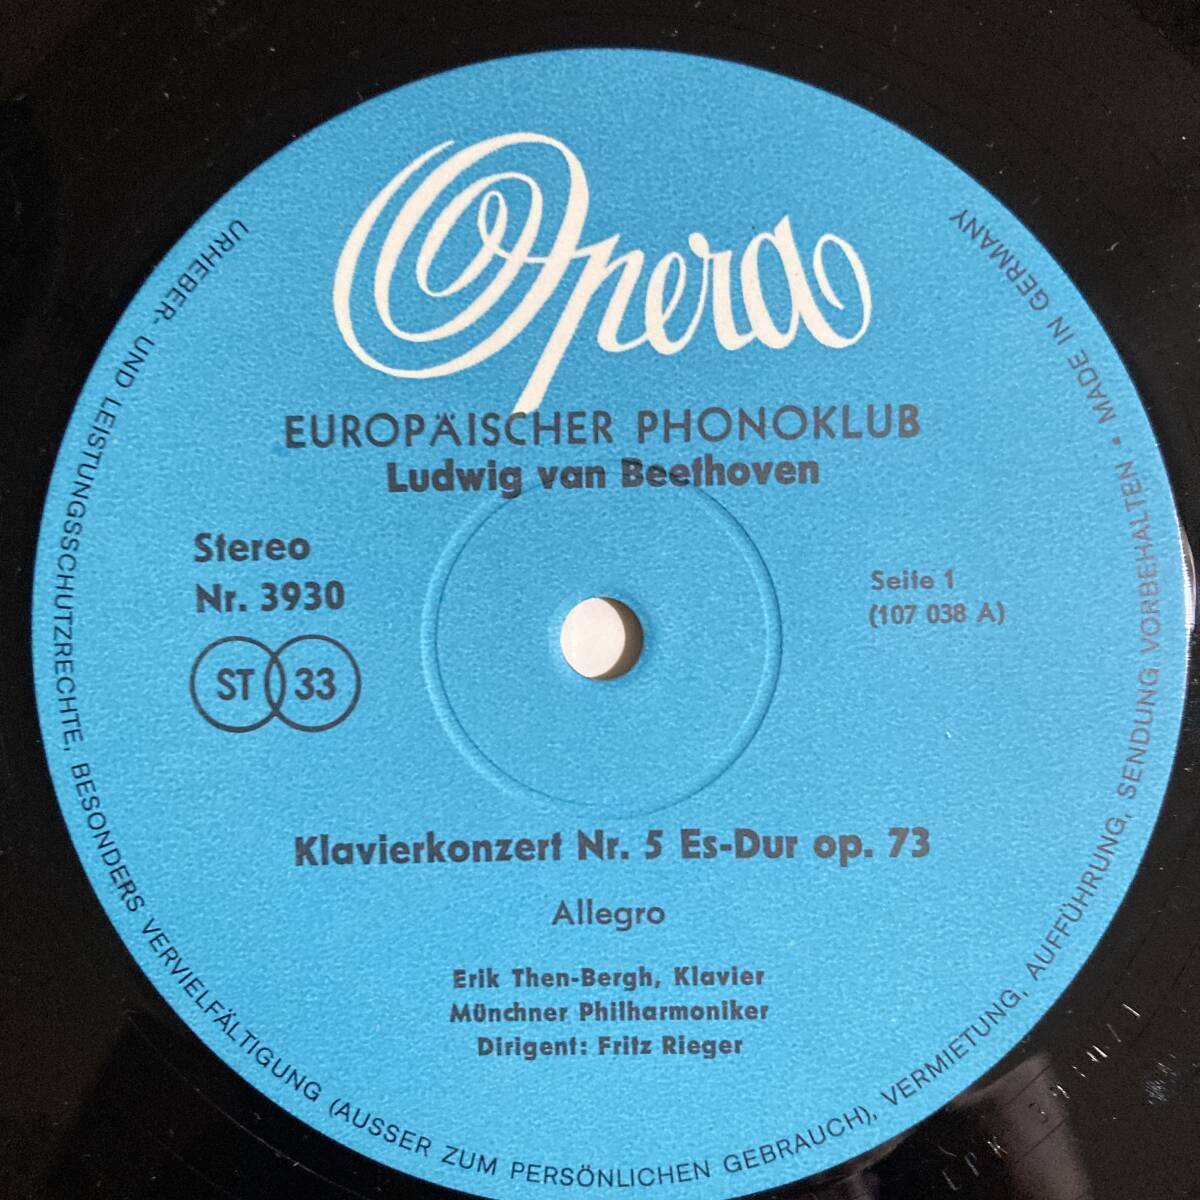 Opera
EUROPÄISCHER PHONOKLUB
Ludwig van Beethoven
Stereo
Nr. 3930
ST 33
Seite 1
(107 038 A)
Klavierkonzert Nr. 5 Es-Dur op. 73
Allegro
Erik Then-Bergh, Klavier
Münchner Philharmoniker
Dirigent: Fritz Rieger
URHEBER- UND LEISTUNGSSCHUTZRECHTE, BESONDERS VERVIELFÄLTIGUNG (AUSSER ZUM PERSÖNLICHEN GEBRAUCH), VERMIETUNG, AUFFÜHRUNG, SENDUNG VORBEHALTEN • MADE IN GERMANY